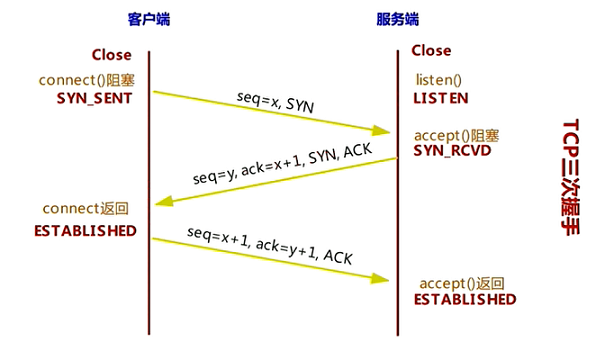 客户端
服务端
Close
Close
connect()阻塞
listen()
SYN_SENT
LISTEN
seq=x, SYN
accept()阻塞
SYN_RCVD
seq=y, ack=x+1, SYN, ACK
connect返回
ESTABLISHED
seq=x+1, ack=y+1, ACK
accept()返回
ESTABLISHED
TCP三次握手